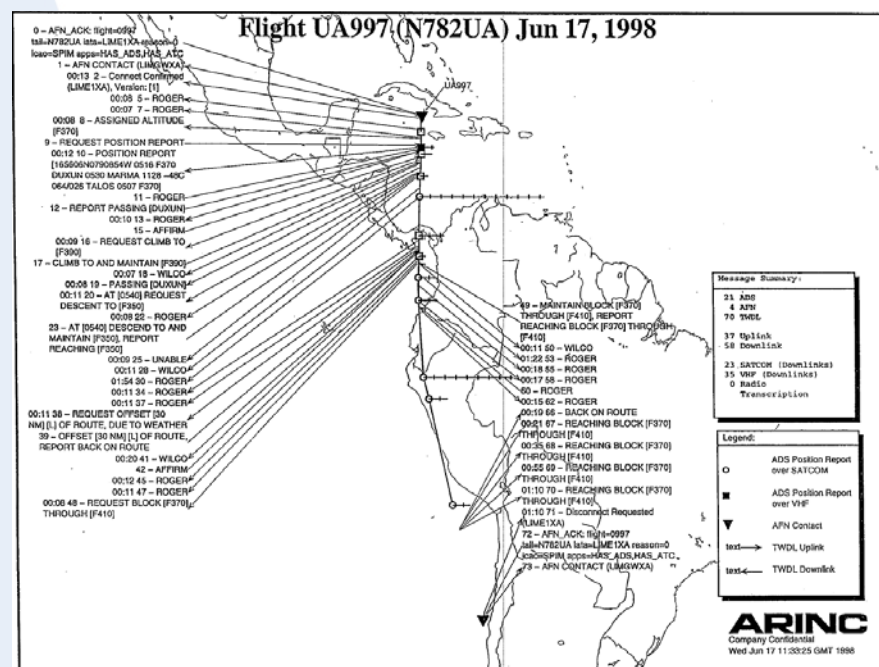 Flight UA997 (N782UA) Jun 17, 1998
0 – AFN_ACK: flight=0997
tail=N782UA iata=LIME1XA reason=0
icao=SPIM apps=HAS_ADS,HAS_ATC
1 – AFN CONTACT (LIMGWXA)
00:13 2 – Connect Confirmed
(LIME1XA), Version: [1]
00:08 5 – ROGER
00:07 7 – ROGER
00:08 8 – ASSIGNED ALTITUDE
[F370]
9 – REQUEST POSITION REPORT
00:12 10 – POSITION REPORT
[165606N0790854W 0516 F370
DUXUN 0530 MARMA 1128 –48C
064/026 TALOS 0507 F370]
11 – ROGER
12 – REPORT PASSING [DUXUN]
00:10 13 – ROGER
15 – AFFIRM
00:09 16 – REQUEST CLIMB TO
[F390]
17 – CLIMB TO AND MAINTAIN [F390]
00:07 18 – WILCO
00:08 19 – PASSING [DUXUN]
00:11 20 – AT [0540] REQUEST
DESCENT TO [F350]
00:08 22 – ROGER
23 – AT [0540] DESCEND TO AND
MAINTAIN [F350], REPORT
REACHING [F350]
00:09 25 – UNABLE
00:11 28 – WILCO
01:54 30 – ROGER
00:11 34 – ROGER
00:11 37 – ROGER
00:11 38 – REQUEST OFFSET [30
NM] [L] OF ROUTE, DUE TO WEATHER
39 – OFFSET [30 NM] [L] OF ROUTE,
REPORT BACK ON ROUTE
00:20 41 – WILCO
42 – AFFIRM
00:12 45 – ROGER
00:11 47 – ROGER
00:08 48 – REQUEST BLOCK [F370]
THROUGH [F410]
UA997
49 – MAINTAIN BLOCK [F370]
THROUGH [F410], REPORT
REACHING BLOCK [F370] THROUGH
[F410]
00:11 50 – WILCO
01:22 53 – ROGER
00:18 55 – ROGER
00:17 58 – ROGER
60 – ROGER
00:15 62 – ROGER
00:19 66 – BACK ON ROUTE
00:21 67 – REACHING BLOCK [F370]
THROUGH [F410]
00:35 68 – REACHING BLOCK [F370]
THROUGH [F410]
00:55 69 – REACHING BLOCK [F370]
THROUGH [F410]
01:10 70 – REACHING BLOCK [F370]
THROUGH [F410]
01:10 71 – Disconnect Requested
(LIME1XA)
72 – AFN_ACK: flight=0997
tail=N782UA iata=LIME1XA reason=0
icao=SPIM apps=HAS_ADS,HAS_ATC
73 – AFN CONTACT (LIMGWXA)
Message Summary:
21 ADS
4 AFN
70 TWDL
37 Uplink
58 Downlink
23 SATCOM (Downlinks)
35 VHF (Downlinks)
0 Radio
Transcription
Legend:
ADS Position Report
over SATCOM
ADS Position Report
over VHF
AFN Contact
text TWDL Uplink
text TWDL Downlink
ARINC
Company Confidential
Wed Jun 17 11:33:25 GMT 1998